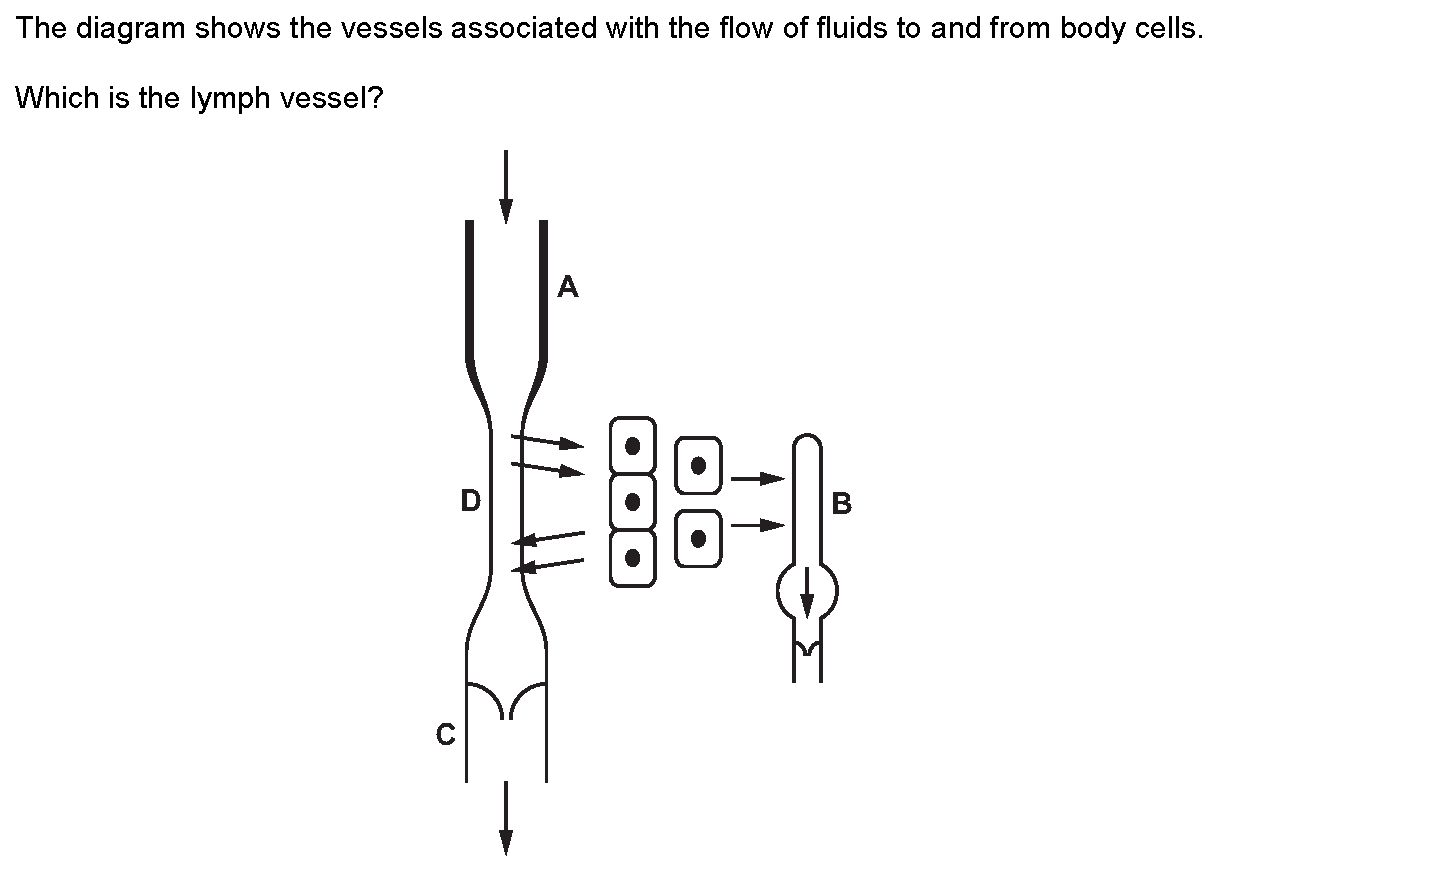 The diagram shows the vessels associated with the flow of fluids to and from body cells.
Which is the lymph vessel?
A
D
B
C